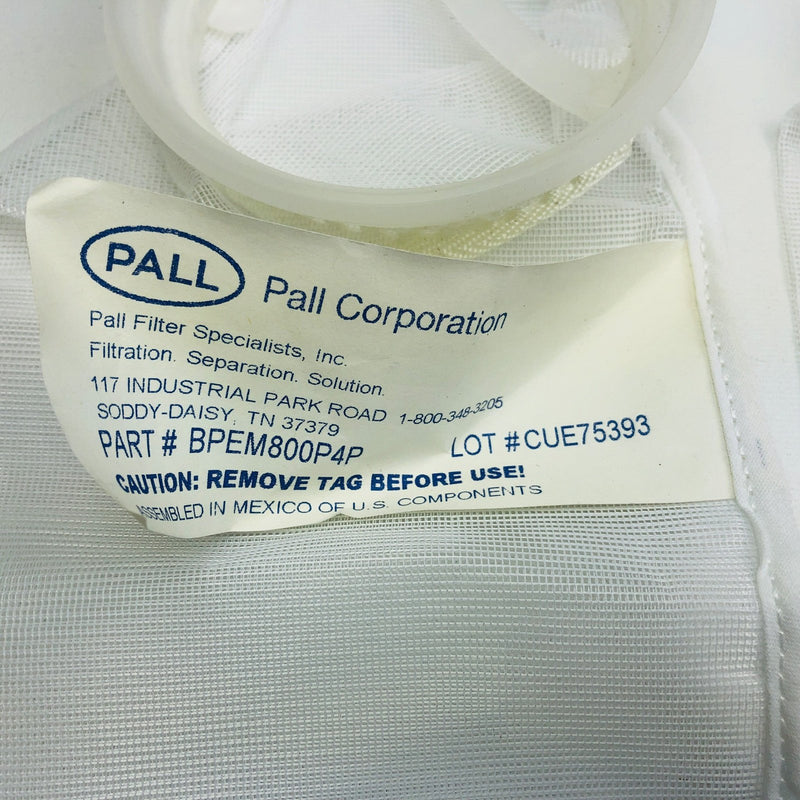 PALL Pall Corporation
Pall Filter Specialists, Inc.
Filtration. Separation. Solution.
117 INDUSTRIAL PARK ROAD 1-800-348-3205
SODDY-DAISY, TN 37379
PART # BPEM800P4P LOT #CUE75393
CAUTION: REMOVE TAG BEFORE USE!
ASSEMBLED IN MEXICO OF U.S. COMPONENTS